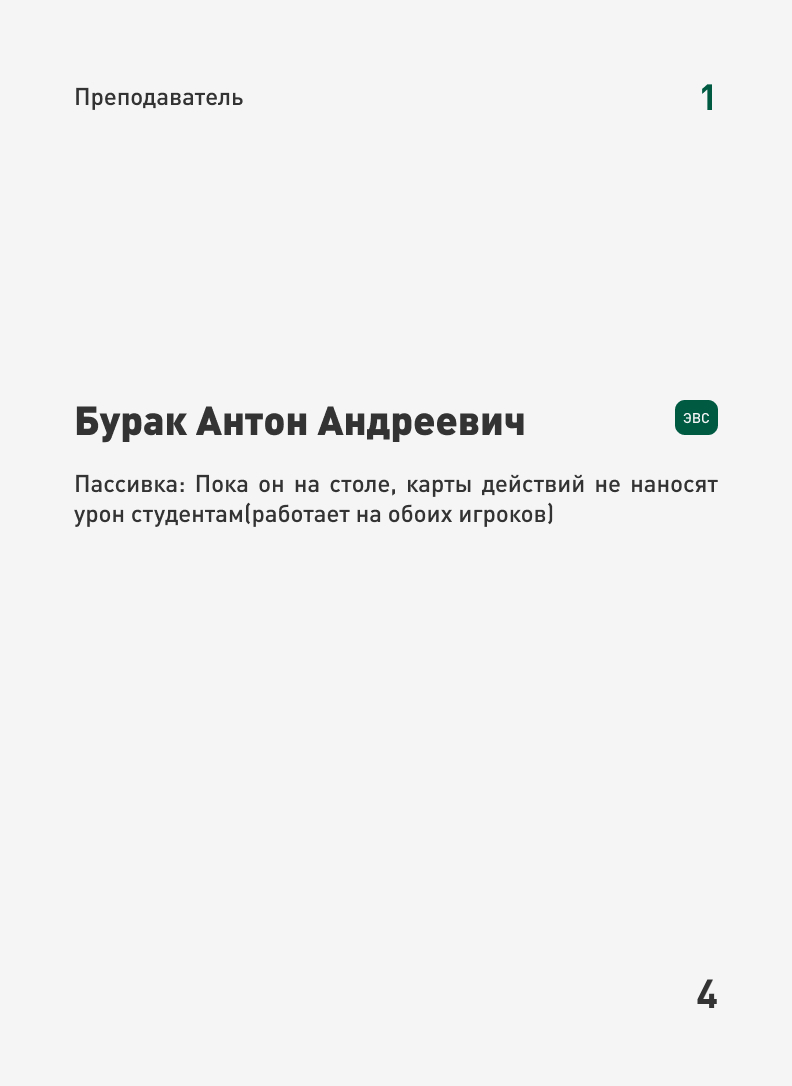 Преподаватель 1
Бурак Антон Андреевич ЭВС
Пассивка: Пока он на столе, карты действий не наносят
урон студентам(работает на обоих игроков)
4